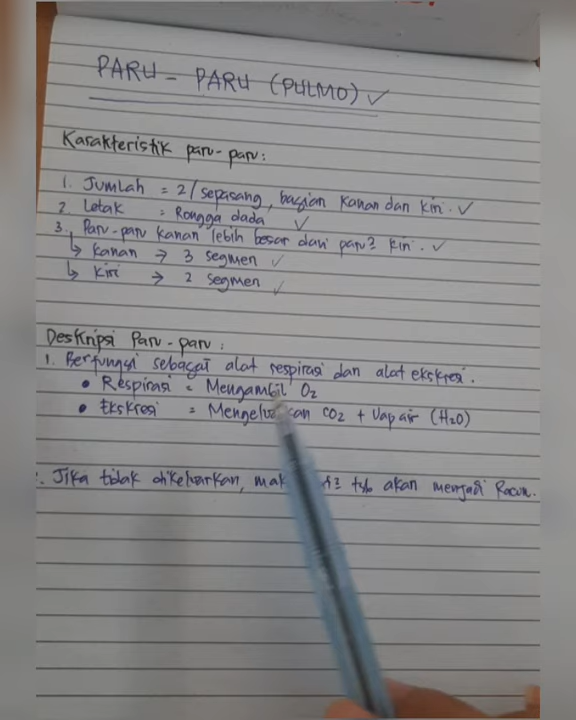 PARU - PARU (PULMO) ✓
Karakteristik paru-paru:
1. Jumlah = 2/sepasang, bagian kanan dan kiri. ✓
2. Letak : Rongga dada ✓
3. Paru-paru kanan lebih besar dari paru² kiri. ✓
↳ kanan → 3 segmen ✓
↳ kiri → 2 segmen ✓
Deskripsi Paru-paru:
1. Berfungsi sebagai alat respirasi dan alat ekskresi.
• Respirasi = Mengambil O₂
• Ekskresi = CO₂ + Uap air (H₂O)
∴ Jika tidak dikeluarkan, tsb akan menjadi Racun.